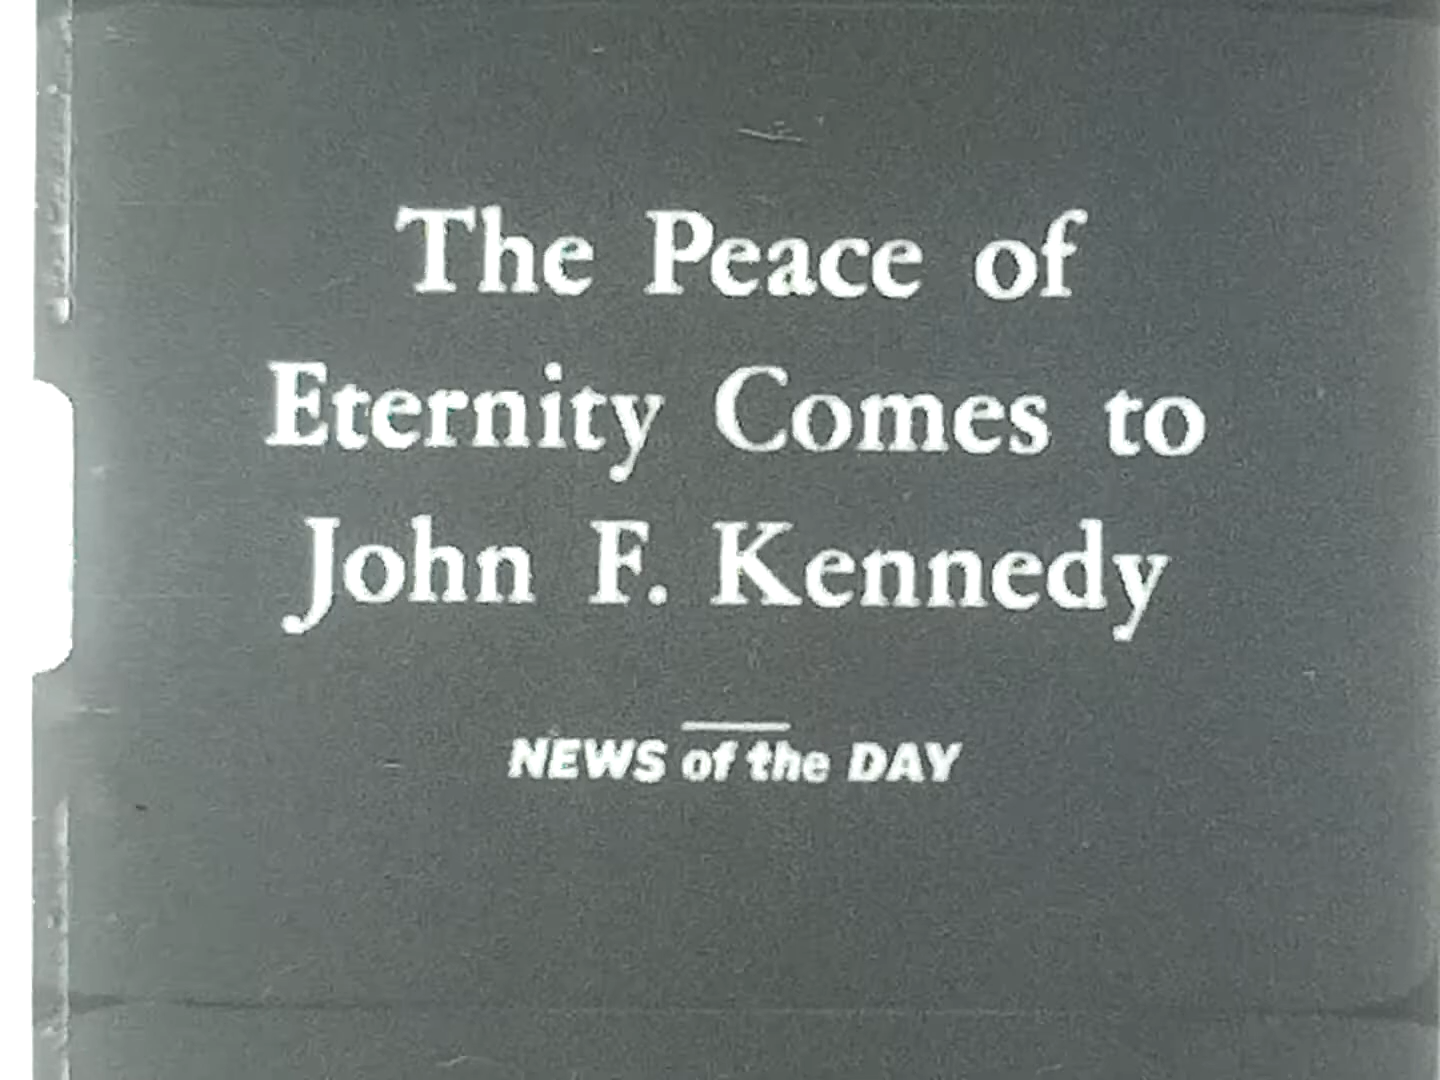 The Peace of
Eternity Comes to
John F. Kennedy
NEWS of the DAY